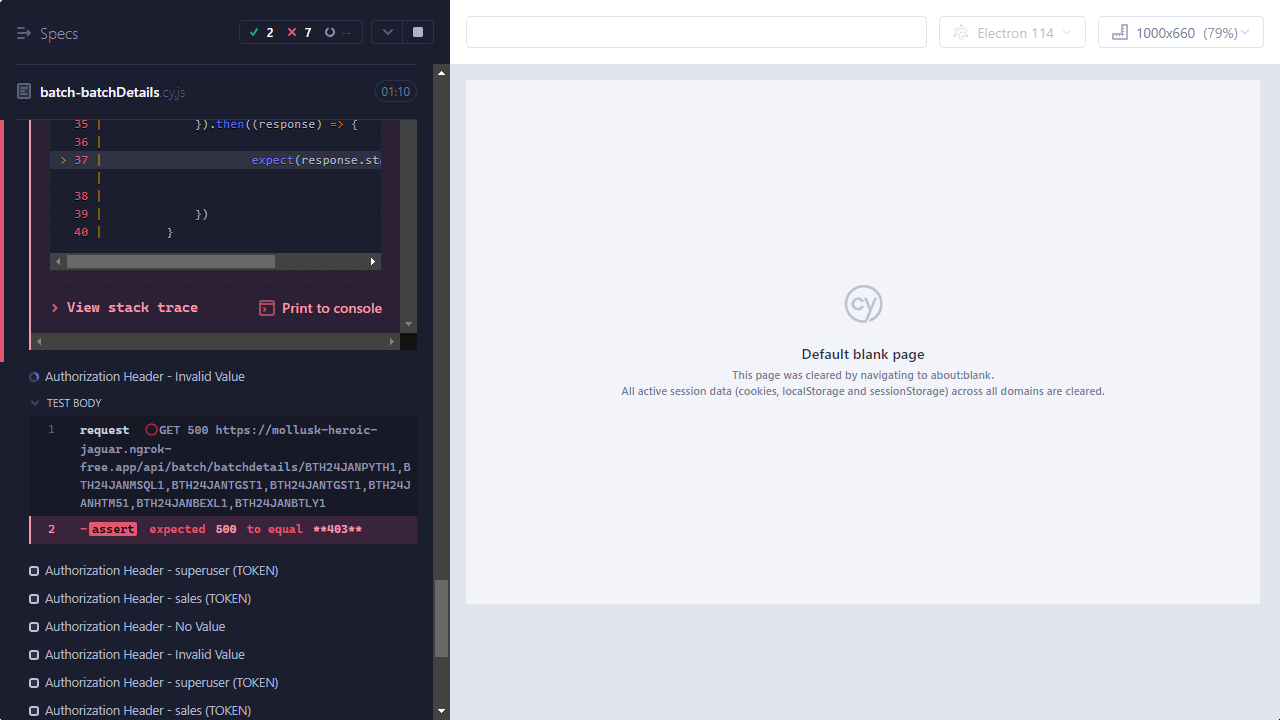 Specs
2
7
--
Electron 114
1000x660 (79%)
batch-batchDetails.cy.js
01:10
35 | }).then((response) => {
36 |
> 37 | expect(response.sta
|
38 |
39 | })
40 | }
View stack trace
Print to console
Authorization Header - Invalid Value
TEST BODY
1 request GET 500 https://mollusk-heroic-
jaguar.ngrok-
free.app/api/batch/batchdetails/BTH24JANPYTH1,B
TH24JANMSQL1,BTH24JANTGST1,BTH24JANTGST1,BTH24J
ANHTM51,BTH24JANBEXL1,BTH24JANBTLY1
2 -assert expected 500 to equal **403**
Authorization Header - superuser (TOKEN)
Authorization Header - sales (TOKEN)
Authorization Header - No Value
Authorization Header - Invalid Value
Authorization Header - superuser (TOKEN)
Authorization Header - sales (TOKEN)
cy
Default blank page
This page was cleared by navigating to about:blank.
All active session data (cookies, localStorage and sessionStorage) across all domains are cleared.